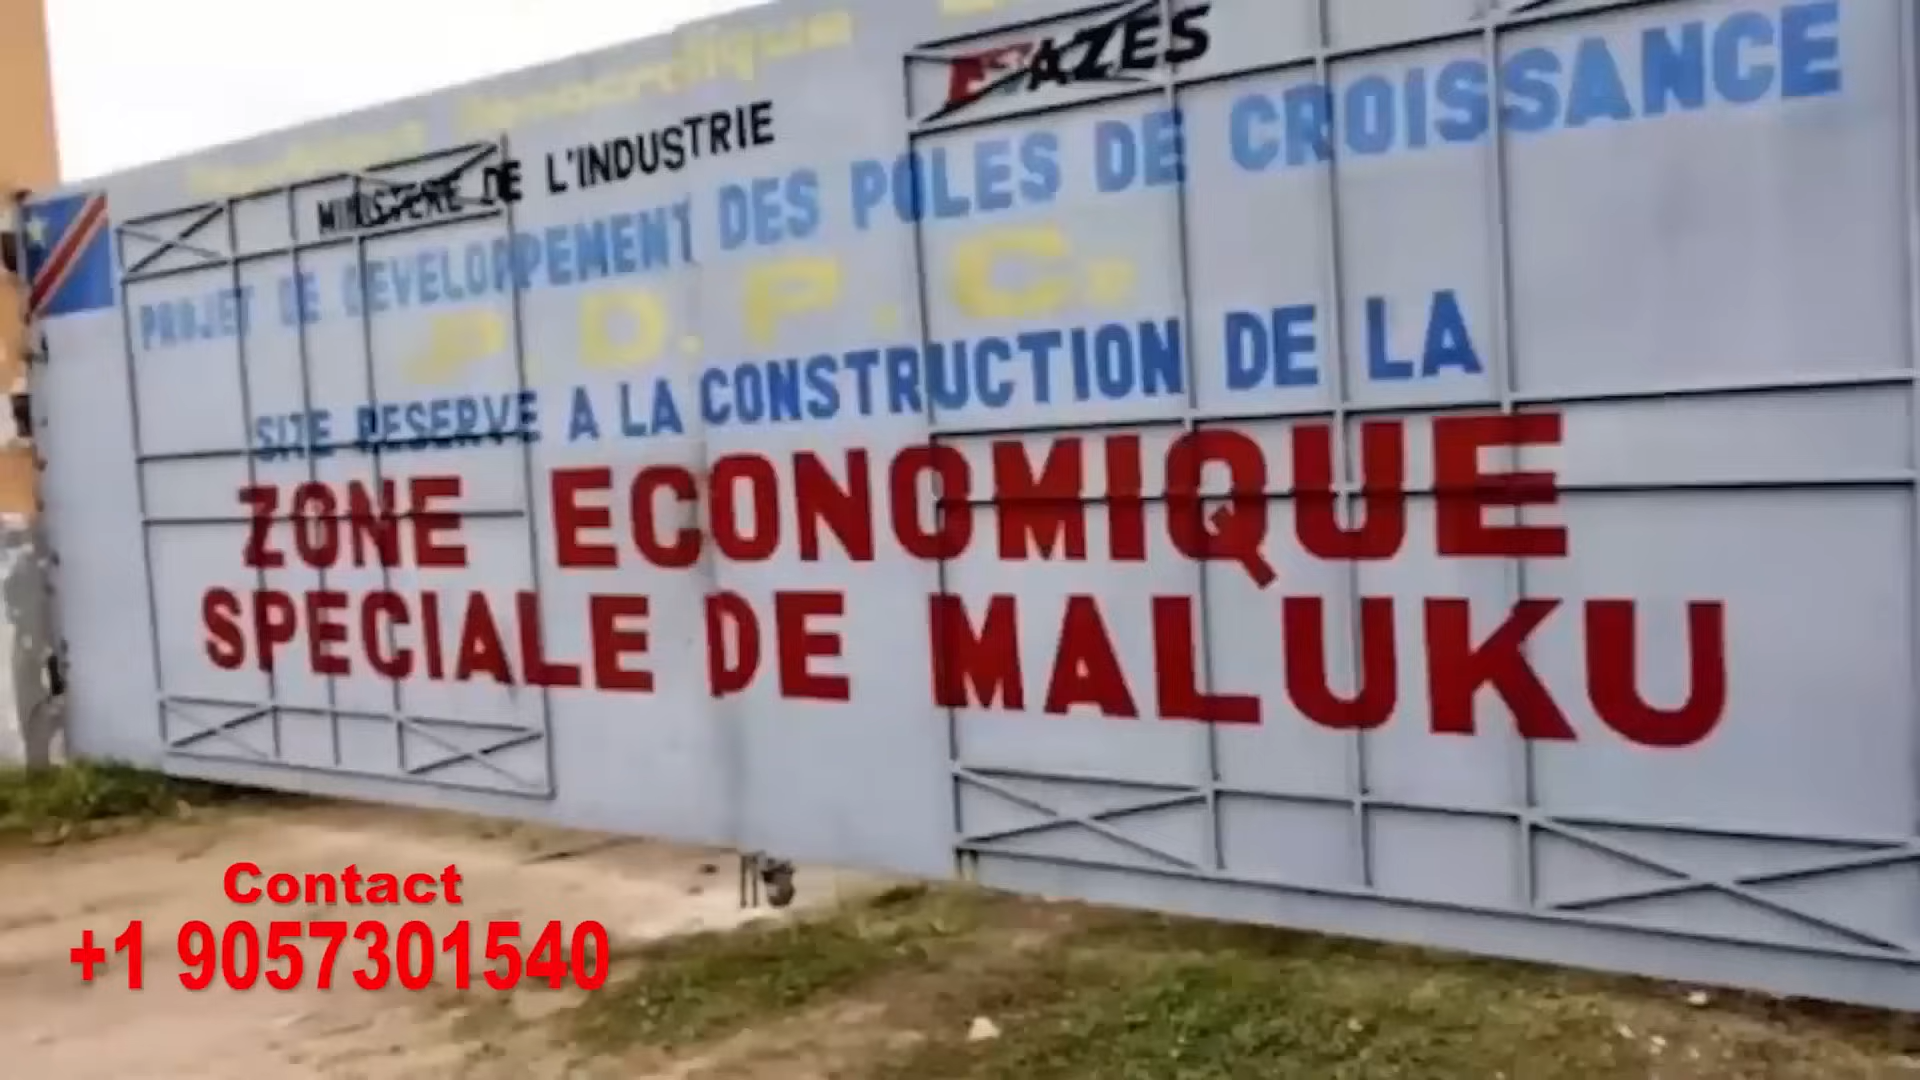 Démocratique
MINISTERE DE L'INDUSTRIE
AZES
PROJET DE DEVELOPPEMENT DES POLES DE CROISSANCE
P. D. P. C.
SITE RESERVE A LA CONSTRUCTION DE LA
ZONE ECONOMIQUE
SPECIALE DE MALUKU
Contact
+1 9057301540